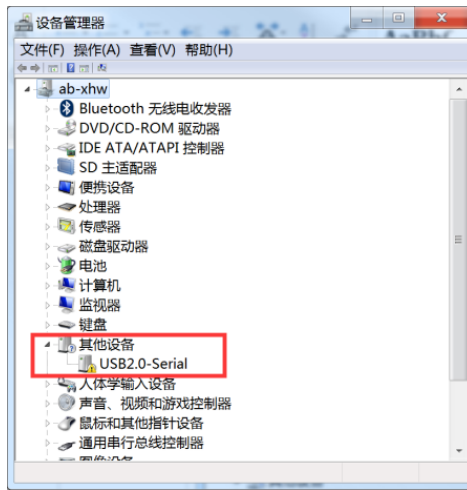 设备管理器
文件(F) 操作(A) 查看(V) 帮助(H)
ab-xhw
Bluetooth 无线电收发器
DVD/CD-ROM 驱动器
IDE ATA/ATAPI 控制器
SD 主适配器
便携设备
处理器
传感器
磁盘驱动器
电池
计算机
监视器
键盘
其他设备
USB2.0-Serial
人体学输入设备
声音、视频和游戏控制器
鼠标和其他指针设备
通用串行总线控制器